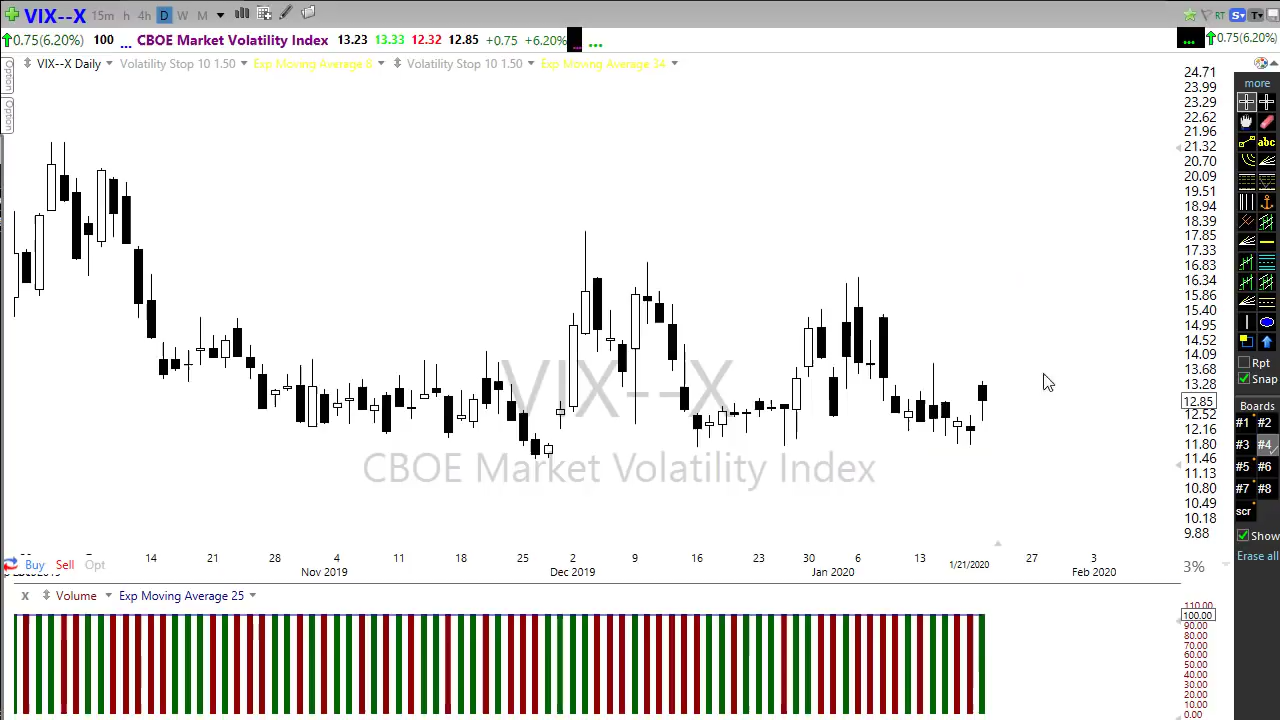 VIX--X 15m h 4h D W M
RT S T
0.75(6.20%) 100 ... CBOE Market Volatility Index 13.23 13.33 12.32 12.85 +0.75 +6.20% ... ... 0.75(6.20%)
VIX--X Daily Volatility Stop 10 1.50 Exp Moving Average 8 Volatility Stop 10 1.50 Exp Moving Average 34
Option
Option
24.71
23.99
23.29
22.62
21.96
21.32
20.70
20.09
19.51
18.94
18.39
17.85
17.33
16.83
16.34
15.86
15.40
14.95
14.52
14.09
13.68
13.28
12.85
12.52
12.16
11.80
11.46
11.13
10.80
10.49
10.18
9.88
VIX--X
CBOE Market Volatility Index
more
abc
Rpt
Snap
Boards
#1 #2
#3 #4
#5 #6
#7 #8
scr
Show
Erase all
14 21 28 4 11 18 25 2 9 16 23 30 6 13 1/21/2020 27 3
Nov 2019 Dec 2019 Jan 2020 Feb 2020
Buy Sell Opt
3%
x Volume Exp Moving Average 25
110.00
100.00
90.00
80.00
70.00
60.00
50.00
40.00
30.00
20.00
10.00
0.00